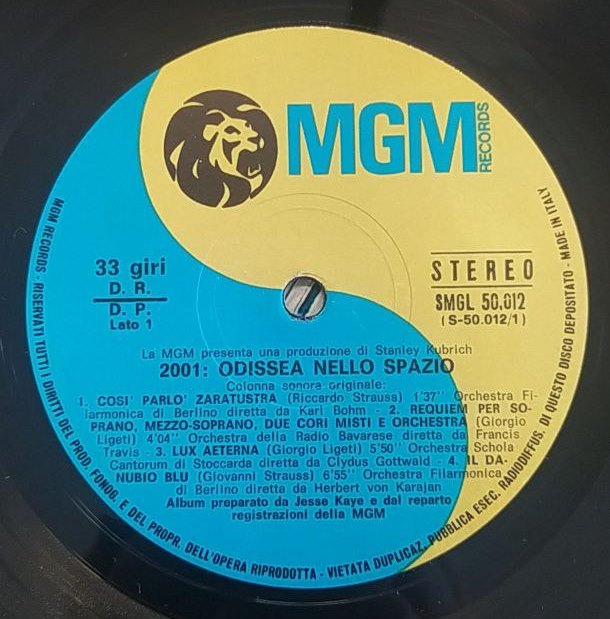 MGM
RECORDS
33 giri
D. R.
D. P.
Lato 1
STEREO
SMGL 50.012
(S-50.012/1)
La MGM presenta una produzione di Stanley Kubrich
2001: ODISSEA NELLO SPAZIO
Colonna sonora originale:
1. COSI' PARLO' ZARATUSTRA (Riccardo Strauss) 1'37" Orchestra Fi-
larmonica di Berlino diretta da Karl Bohm - 2. REQUIEM PER SO-
PRANO, MEZZO-SOPRANO, DUE CORI MISTI E ORCHESTRA (Giorgio
Ligeti) 4'04" Orchestra della Radio Bavarese diretta da Francis
Travis - 3. LUX AETERNA (Giorgio Ligeti) 5'50" Orchestra Schola
Cantorum di Stoccarda diretta da Clydus Gottwald - 4. IL DA-
NUBIO BLU (Giovanni Strauss) 6'55" Orchestra Filarmonica
di Berlino diretta da Herbert von Karajan
Album preparato da Jesse Kaye e dal reparto
registrazioni della MGM
MGM RECORDS - RISERVATI TUTTI I DIRITTI DEL PROD. FONOG. E DEL PROPR. DELL'OPERA RIPRODOTTA - VIETATA DUPLICAZ. PUBBLICA ESEC. RADIODIFFUS. DI QUESTO DISCO DEPOSITATO - MADE IN ITALY